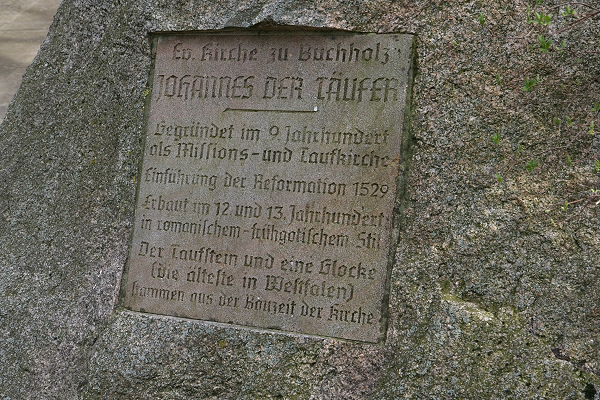 Ev. Kirche zu Buchholz
JOHANNES DER TÄUFER
Gegründet im 9. Jahrhundert
als Missions- und Taufkirche
Einführung der Reformation 1529
Erbaut im 12. und 13. Jahrhundert
in romanischem-frühgotischem Stil
Der Taufstein und eine Glocke
(die älteste in Westfalen)
stammen aus der Bauzeit der Kirche